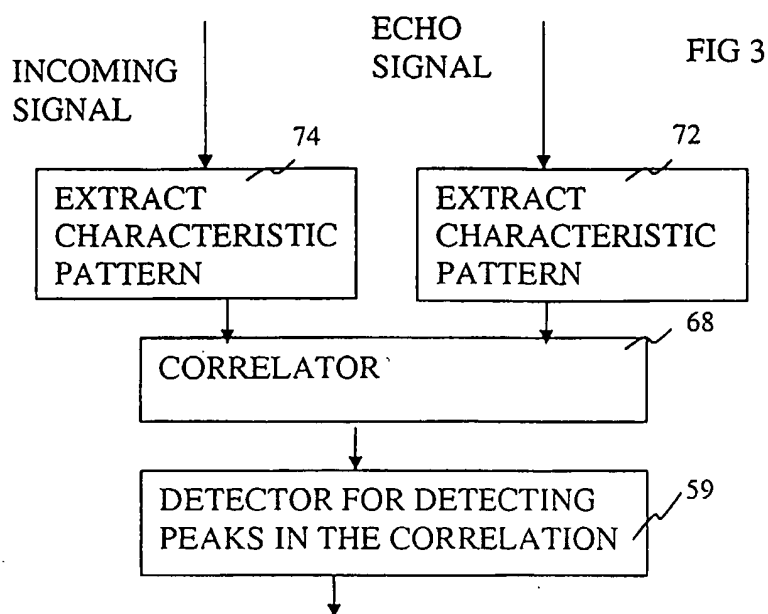 ECHO
SIGNAL
FIG 3
INCOMING
SIGNAL
74
72
EXTRACT
CHARACTERISTIC
PATTERN
EXTRACT
CHARACTERISTIC
PATTERN
68
CORRELATOR
DETECTOR FOR DETECTING
PEAKS IN THE CORRELATION
59